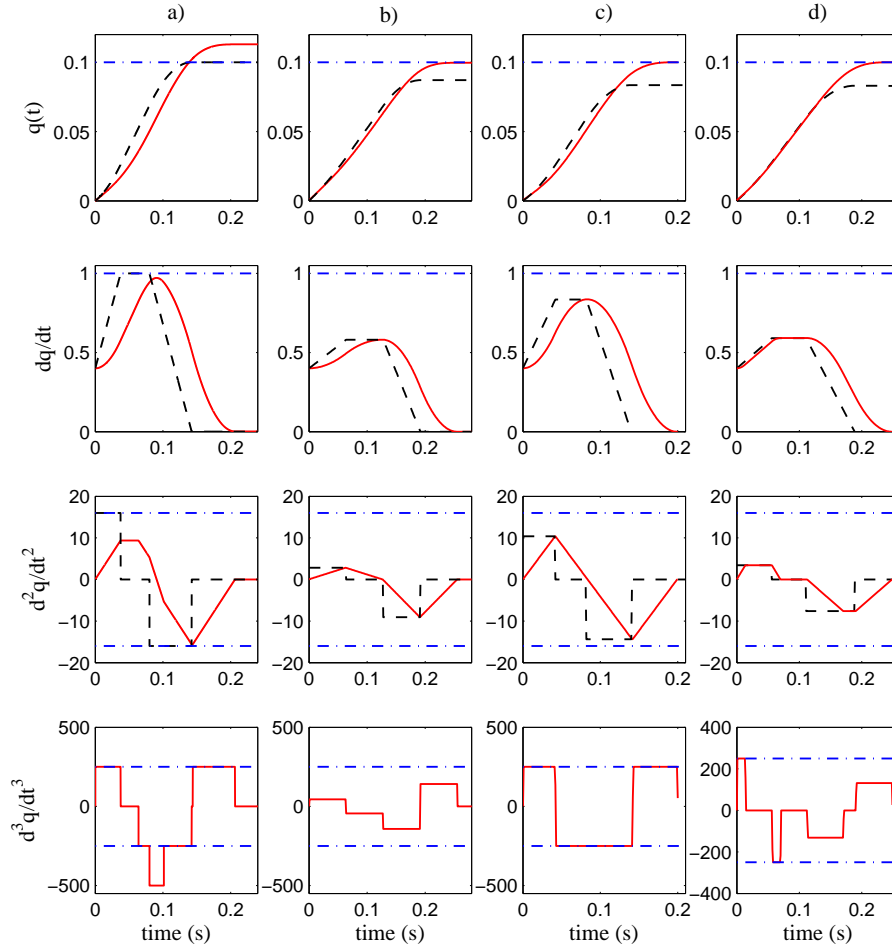 a) b) c) d)
q(t)
0.1 0.1 0.1 0.1
0.05 0.05 0.05 0.05
0 0 0 0
0 0.1 0.2 0 0.1 0.2 0 0.1 0.2 0 0.1 0.2
dq/dt
1 1 1 1
0.5 0.5 0.5 0.5
0 0 0 0
0 0.1 0.2 0 0.1 0.2 0 0.1 0.2 0 0.1 0.2
d²q/dt²
20 20 20 20
10 10 10 10
0 0 0 0
−10 −10 −10 −10
−20 −20 −20 −20
0 0.1 0.2 0 0.1 0.2 0 0.1 0.2 0 0.1 0.2
d³q/dt³
500 500 500 400
200
0 0 0 0
−200
−500 −500 −500 −400
0 0.1 0.2 0 0.1 0.2 0 0.1 0.2 0 0.1 0.2
time (s) time (s) time (s) time (s)